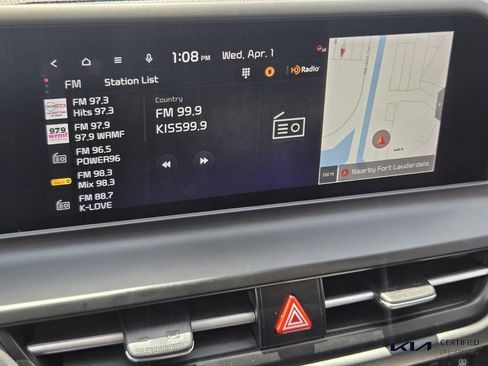 1:08 PM Wed, Apr. 1
FM Station List
HD Radio
FM 97.3
Hits 97.3
FM 97.9
97.9 WRMF
FM 96.5
POWER96
FM 98.3
Mix 98.3
FM 88.7
K-LOVE
Country
FM 99.9
KISS99.9
150 ft
Nearby Fort Lauderdale,
KIA
CERTIFIED